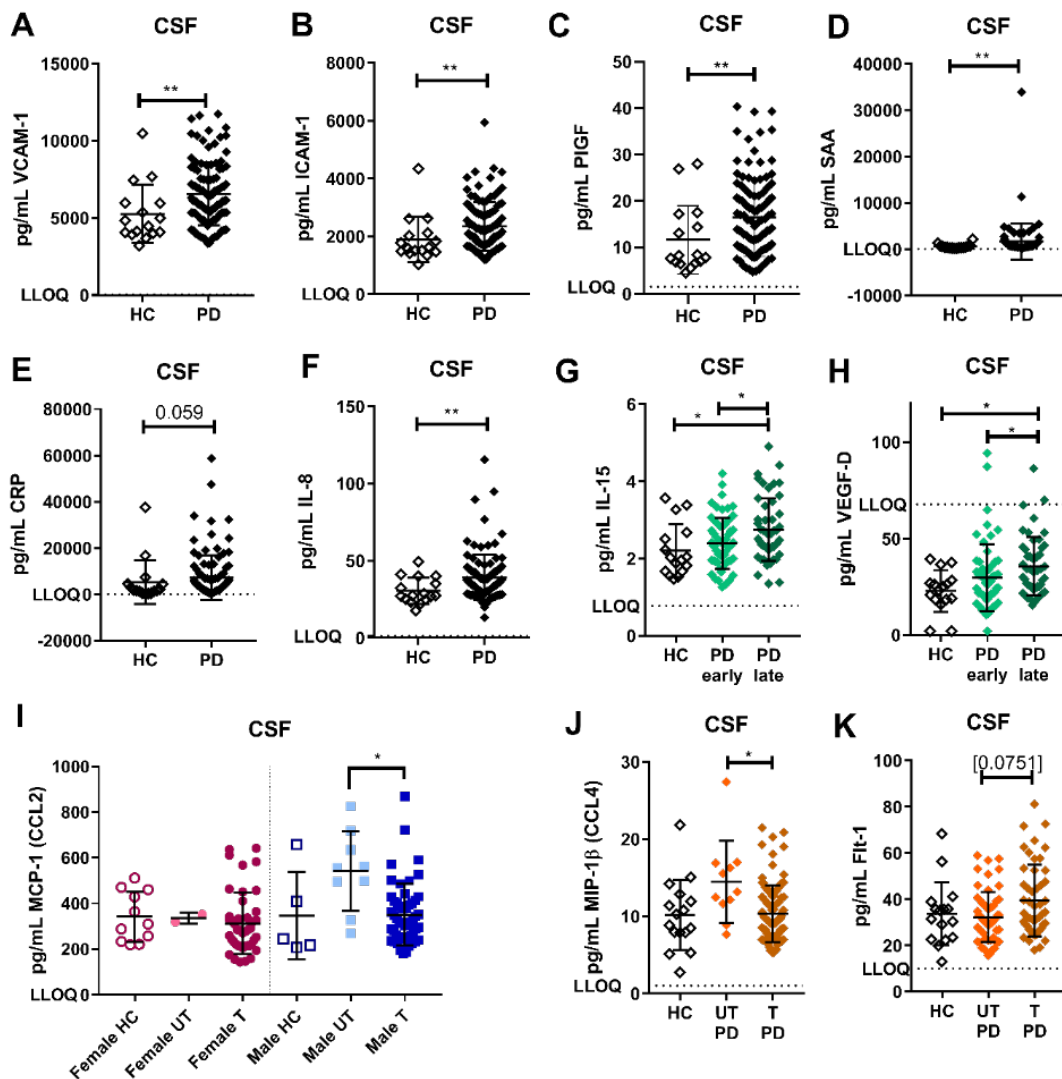 A
CSF
pg/mL VCAM-1
15000
10000
5000
LLOQ 0
**
HC
PD
B
CSF
pg/mL ICAM-1
8000
6000
4000
2000
LLOQ 0
**
HC
PD
C
CSF
pg/mL PIGF
50
40
30
20
10
LLOQ
0
**
HC
PD
D
CSF
pg/mL SAA
40000
30000
20000
10000
LLOQ 0
-10000
**
HC
PD
E
CSF
pg/mL CRP
80000
60000
40000
20000
LLOQ 0
-20000
0.059
HC
PD
F
CSF
pg/mL IL-8
150
100
50
LLOQ 0
**
HC
PD
G
CSF
pg/mL IL-15
6
4
2
LLOQ
0
*
*
HC
PD early
PD late
H
CSF
pg/mL VEGF-D
100
LLOQ
50
0
*
*
HC
PD early
PD late
I
CSF
pg/mL MCP-1 (CCL2)
1000
800
600
400
200
LLOQ 0
*
Female HC
Female UT
Female T
Male HC
Male UT
Male T
J
CSF
pg/mL MIP-1β (CCL4)
30
20
10
LLOQ
0
*
HC
UT PD
T PD
K
CSF
pg/mL Flt-1
100
80
60
40
20
LLOQ
0
[0.0751]
HC
UT PD
T PD